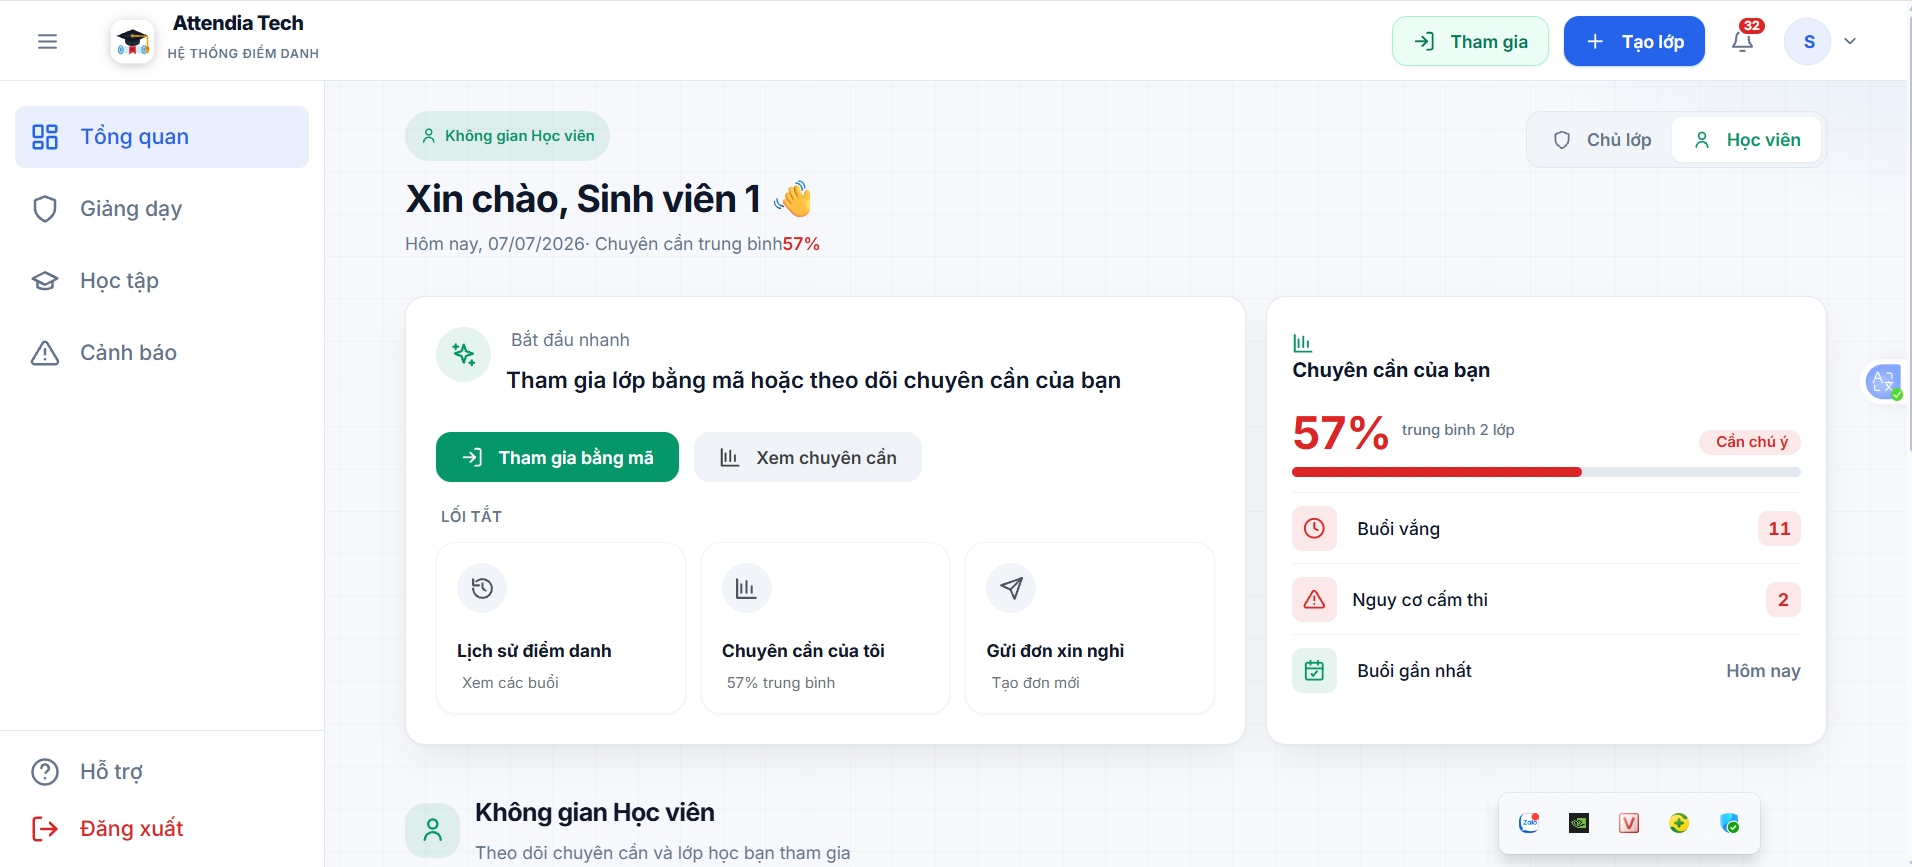 Attendia Tech
HỆ THỐNG ĐIỂM DANH
Tham gia
Tạo lớp
32
S
Tổng quan
Giảng dạy
Học tập
Cảnh báo
Hỗ trợ
Đăng xuất
Không gian Học viên
Chủ lớp
Học viên
Xin chào, Sinh viên 1
Hôm nay, 07/07/2026· Chuyên cần trung bình57%
Bắt đầu nhanh
Tham gia lớp bằng mã hoặc theo dõi chuyên cần của bạn
Tham gia bằng mã
Xem chuyên cần
LỐI TẮT
Lịch sử điểm danh
Xem các buổi
Chuyên cần của tôi
57% trung bình
Gửi đơn xin nghỉ
Tạo đơn mới
Chuyên cần của bạn
57% trung bình 2 lớp
Cần chú ý
Buổi vắng 11
Nguy cơ cấm thi 2
Buổi gần nhất Hôm nay
Không gian Học viên
Theo dõi chuyên cần và lớp học bạn tham gia
Zalo
V